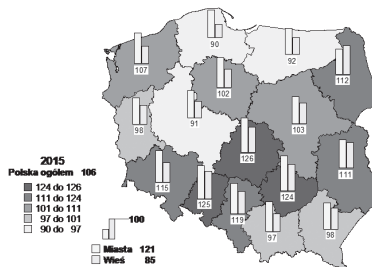 90
92
107
112
102
91
98
103
126
111
115
125
124
119
97
98
2015
Polska ogółem 106
124 do 126
111 do 124
101 do 111
97 do 101
90 do 97
100
Miasta 121
Wieś 85